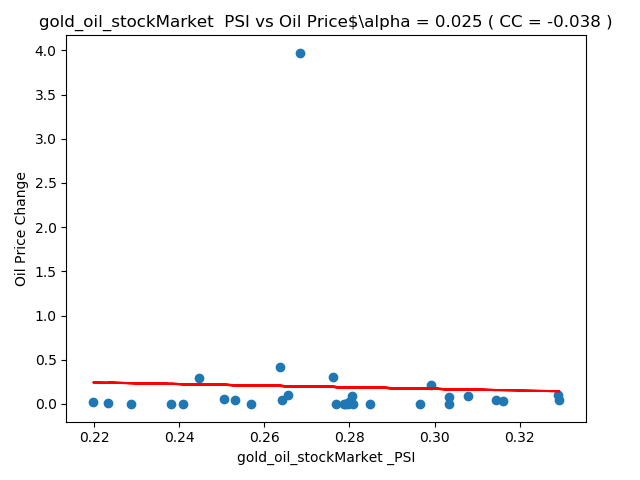 gold_oil_stockMarket  PSI vs Oil Price$\alpha = 0.025 ( CC = -0.038 )
4.0
3.5
3.0
2.5
2.0
1.5
1.0
0.5
0.0
Oil Price Change
0.22 0.24 0.26 0.28 0.30 0.32
gold_oil_stockMarket _PSI